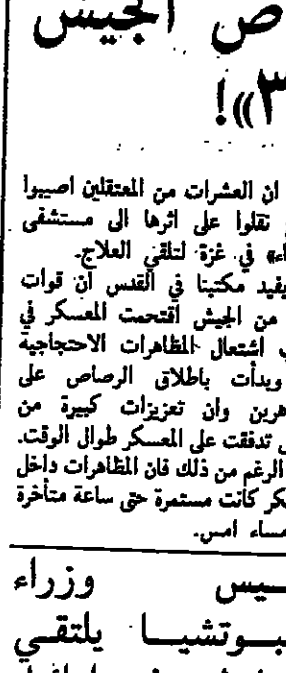 ص الجيش
٣»!
ان العشرات من المعتقلين اصيبوا
نقلوا على اثرها الى مستشفى
في غزة لتلقي العلاج.
يفيد مكتبنا في القدس ان قوات
من الجيش اقتحمت المعسكر في
اشتعال المظاهرات الاحتجاجية
وبدأت باطلاق الرصاص على
هرين وان تعزيزات كبيرة من
تدفقت على المعسكر طوال الوقت.
الرغم من ذلك فان المظاهرات داخل
كر كانت مستمرة حتى ساعة متأخرة
مساء امس.
يس وزراء
بوتشيا يلتقي